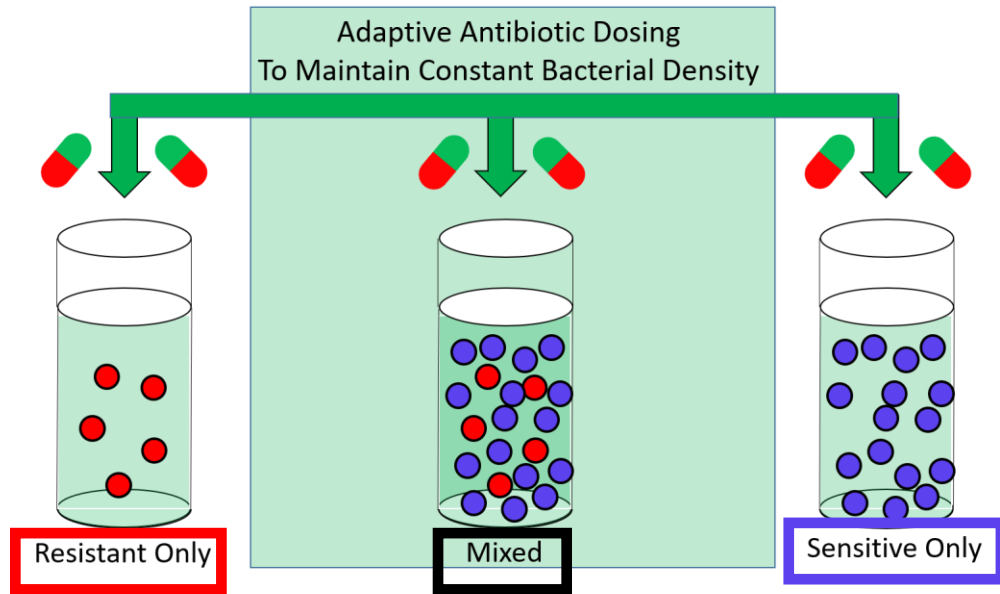 Adaptive Antibiotic Dosing
To Maintain Constant Bacterial Density
Resistant Only
Mixed
Sensitive Only